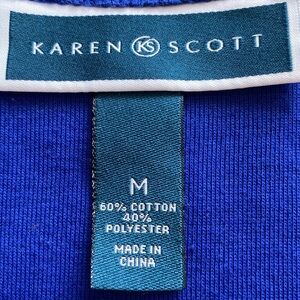 KAREN KS SCOTT
M
60% COTTON
40%
POLYESTER
MADE IN
CHINA